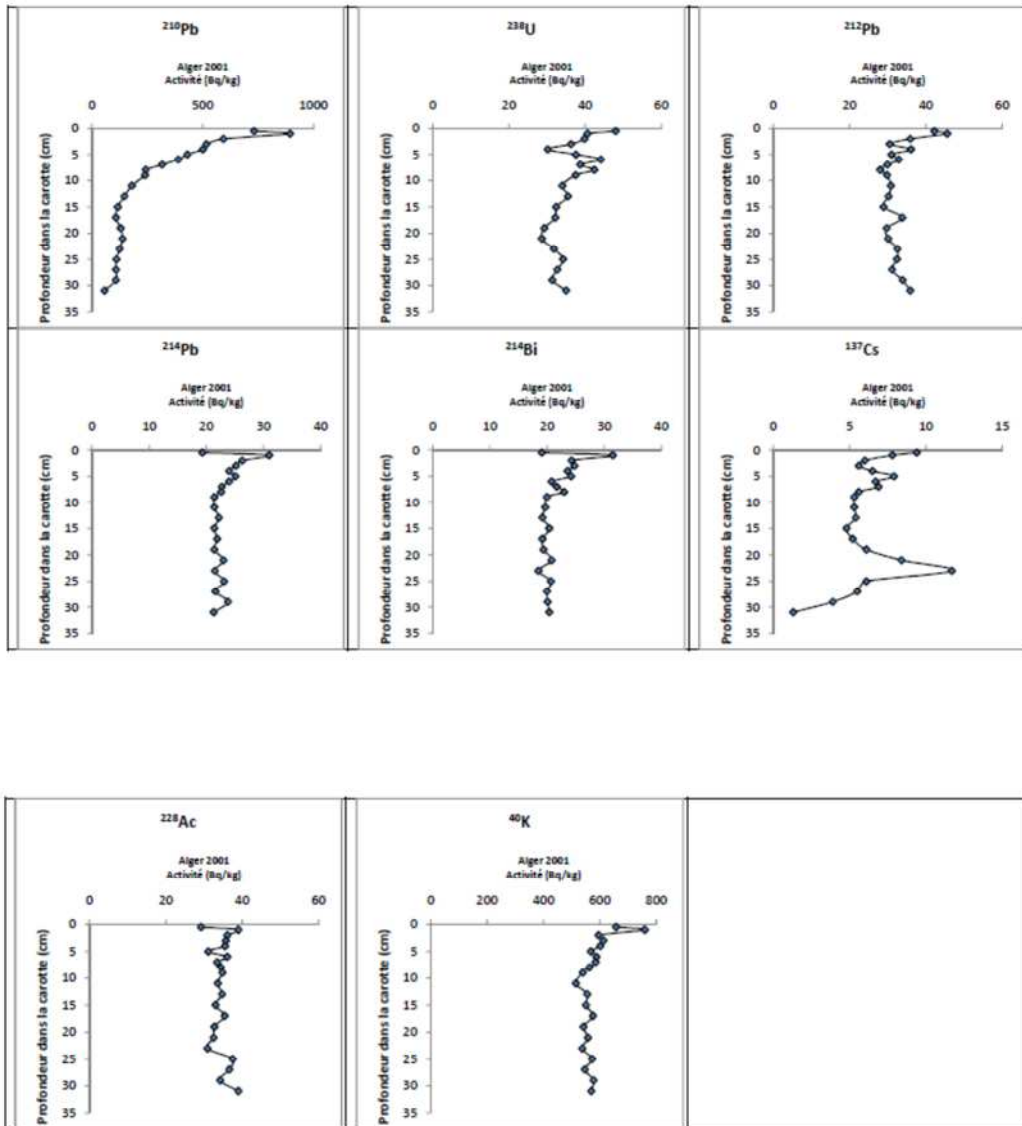 ²¹⁰Pb
Alger 2001
Activité (Bq/kg)
0 500 1000
Profondeur dans la carotte (cm)
0
5
10
15
20
25
30
35
²³⁸U
Alger 2001
Activité (Bq/kg)
0 20 40 60
Profondeur dans la carotte (cm)
0
5
10
15
20
25
30
35
²¹²Pb
Alger 2001
Activité (Bq/kg)
0 20 40 60
Profondeur dans la carotte (cm)
0
5
10
15
20
25
30
35
²¹⁴Pb
Alger 2001
Activité (Bq/kg)
0 10 20 30 40
Profondeur dans la carotte (cm)
0
5
10
15
20
25
30
35
²¹⁴Bi
Alger 2001
Activité (Bq/kg)
0 10 20 30 40
Profondeur dans la carotte (cm)
0
5
10
15
20
25
30
35
¹³⁷Cs
Alger 2001
Activité (Bq/kg)
0 5 10 15
Profondeur dans la carotte (cm)
0
5
10
15
20
25
30
35
²²⁸Ac
Alger 2001
Activité (Bq/kg)
0 20 40 60
Profondeur dans la carotte (cm)
0
5
10
15
20
25
30
35
⁴⁰K
Alger 2001
Activité (Bq/kg)
0 200 400 600 800
Profondeur dans la carotte (cm)
0
5
10
15
20
25
30
35